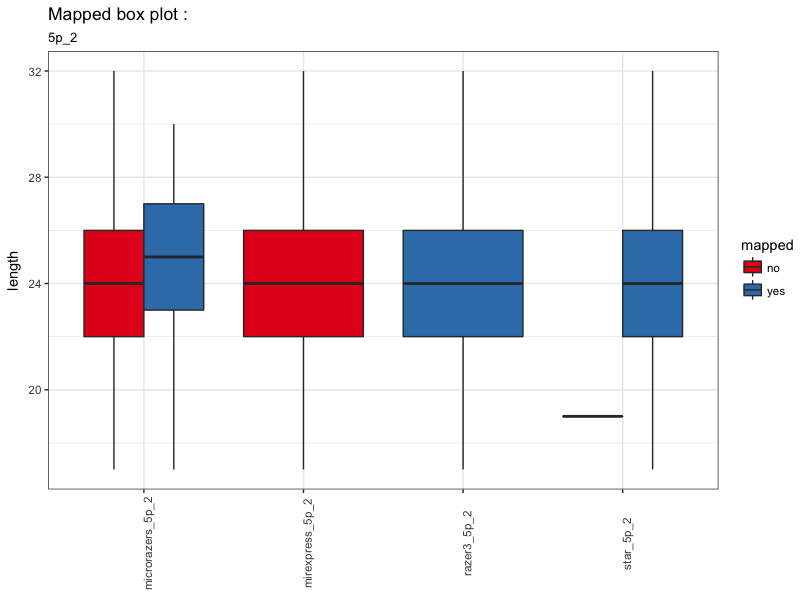 Mapped box plot :
5p_2
length
32
28
24
20
microrazers_5p_2
mirexpress_5p_2
razer3_5p_2
star_5p_2
mapped
no
yes